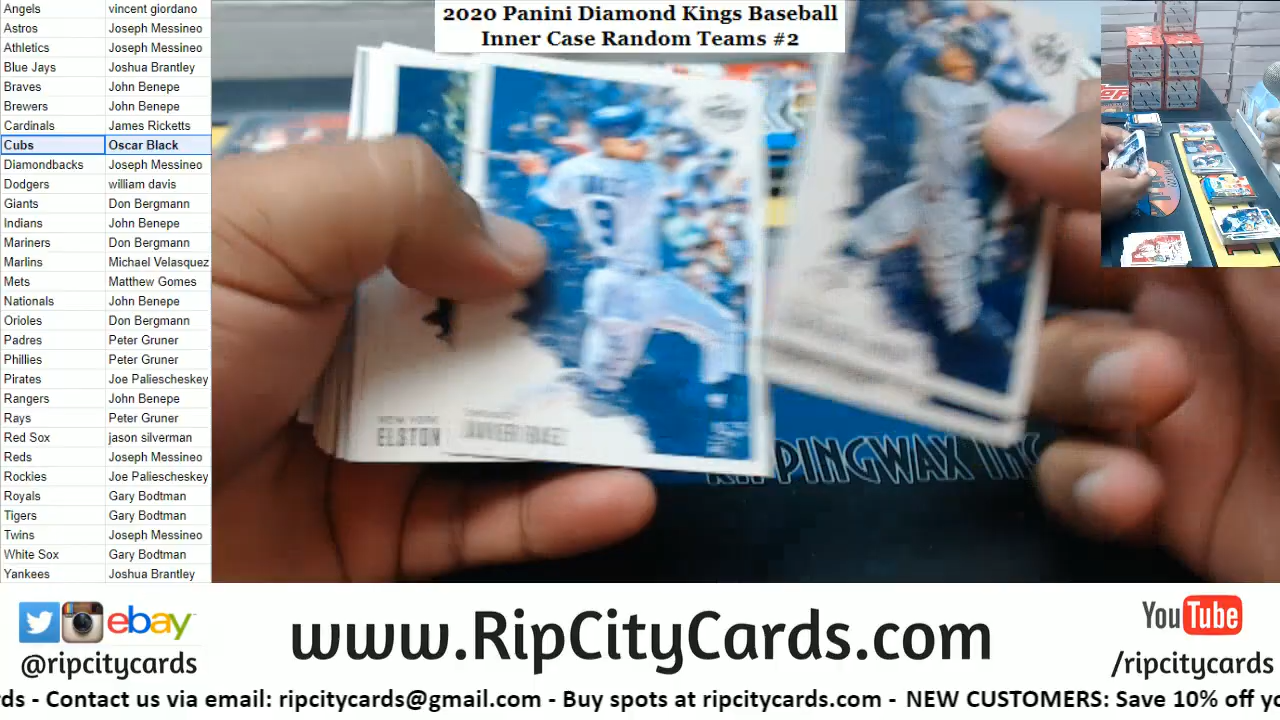 2020 Panini Diamond Kings Baseball
Inner Case Random Teams #2
Angels vincent giordano
Astros Joseph Messineo
Athletics Joseph Messineo
Blue Jays Joshua Brantley
Braves John Benepe
Brewers John Benepe
Cardinals James Ricketts
Cubs Oscar Black
Diamondbacks Joseph Messineo
Dodgers william davis
Giants Don Bergmann
Indians John Benepe
Mariners Don Bergmann
Marlins Michael Velasquez
Mets Matthew Gomes
Nationals John Benepe
Orioles Don Bergmann
Padres Peter Gruner
Phillies Peter Gruner
Pirates Joe Paliescheskey
Rangers John Benepe
Rays Peter Gruner
Red Sox jason silverman
Reds Joseph Messineo
Rockies Joe Paliescheskey
Royals Gary Bodtman
Tigers Gary Bodtman
Twins Joseph Messineo
White Sox Gary Bodtman
Yankees Joshua Brantley
NEW YORK
ELSTON
JAVIER BAEZ
RIPPINGWAX INC
ebay
@ripcitycards
www.RipCityCards.com
YouTube
/ripcitycards
ds - Contact us via email: ripcitycards@gmail.com - Buy spots at ripcitycards.com - NEW CUSTOMERS: Save 10% off yo